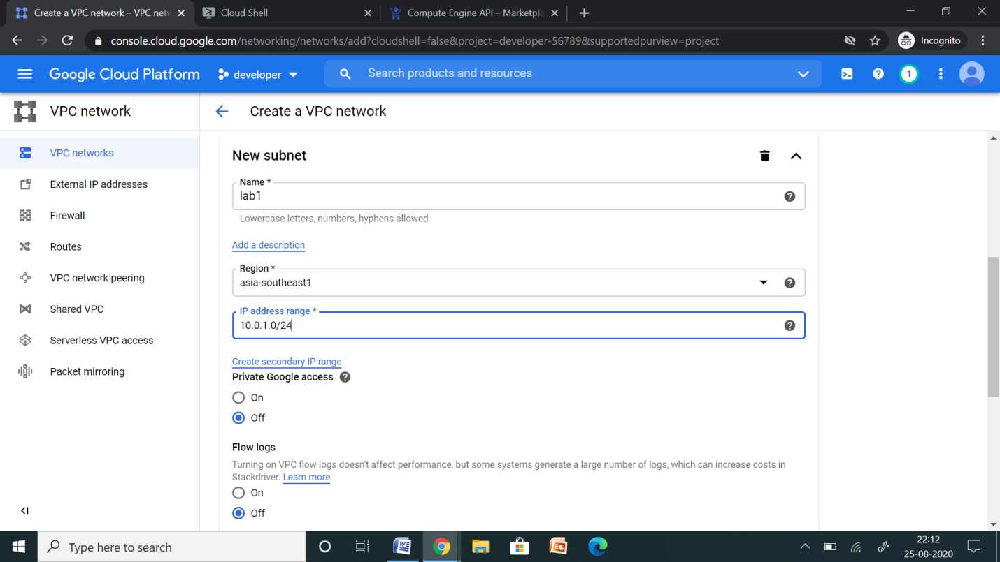 Create a VPC network – VPC netw
Cloud Shell
Compute Engine API – Marketpla
console.cloud.google.com/networking/networks/add?cloudshell=false&project=developer-56789&supportedpurview=project
Incognito
Google Cloud Platform
developer
Search products and resources
1
VPC network
Create a VPC network
VPC networks
External IP addresses
Firewall
Routes
VPC network peering
Shared VPC
Serverless VPC access
Packet mirroring
New subnet
Name *
lab1
Lowercase letters, numbers, hyphens allowed
Add a description
Region *
asia-southeast1
IP address range *
10.0.1.0/24
Create secondary IP range
Private Google access
On
Off
Flow logs
Turning on VPC flow logs doesn't affect performance, but some systems generate a large number of logs, which can increase costs in
Stackdriver. Learn more
On
Off
Type here to search
22:12
25-08-2020